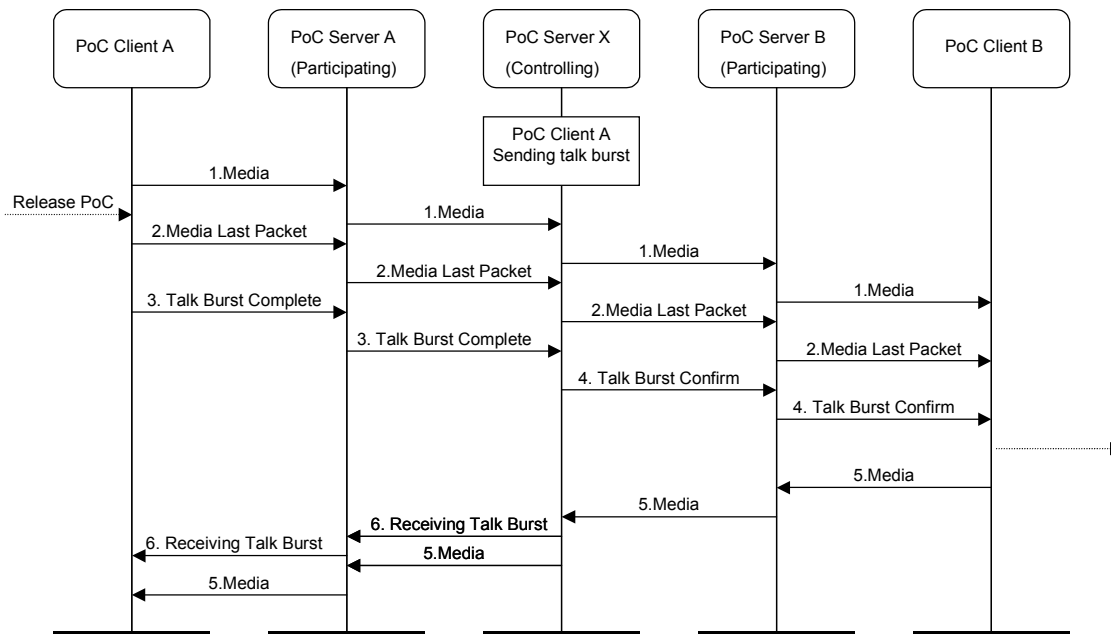 PoC Client A
PoC Server A
(Participating)
PoC Server X
(Controlling)
PoC Server B
(Participating)
PoC Client B
PoC Client A
Sending talk burst
1.Media
Release PoC
1.Media
2.Media Last Packet
1.Media
2.Media Last Packet
1.Media
3. Talk Burst Complete
2.Media Last Packet
3. Talk Burst Complete
2.Media Last Packet
4. Talk Burst Confirm
4. Talk Burst Confirm
5.Media
5.Media
6. Receiving Talk Burst
6. Receiving Talk Burst
5.Media
5.Media